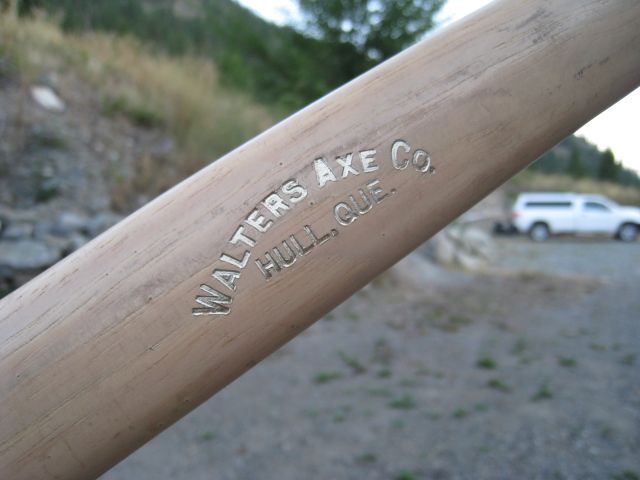 WALTERS AXE CO.
HULL, QUE.